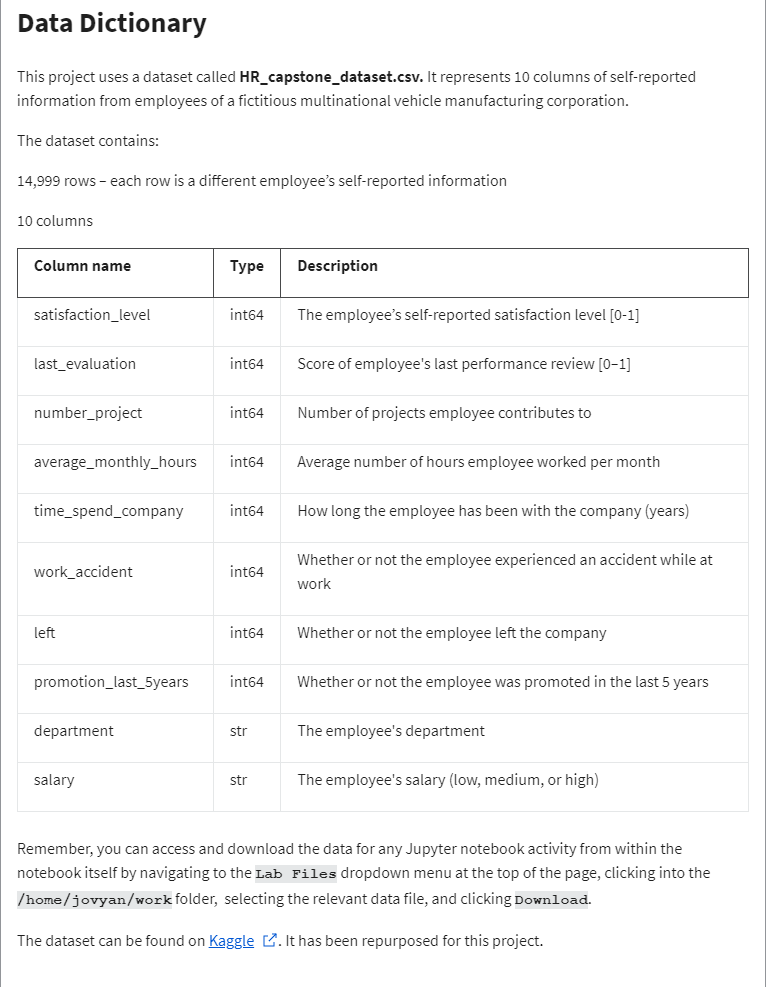 Data Dictionary
This project uses a dataset called HR_capstone_dataset.csv. It represents 10 columns of self-reported
information from employees of a fictitious multinational vehicle manufacturing corporation.
The dataset contains:
14,999 rows – each row is a different employee’s self-reported information
10 columns
Column name Type Description
satisfaction_level int64 The employee’s self-reported satisfaction level [0-1]
last_evaluation int64 Score of employee's last performance review [0–1]
number_project int64 Number of projects employee contributes to
average_monthly_hours int64 Average number of hours employee worked per month
time_spend_company int64 How long the employee has been with the company (years)
work_accident int64 Whether or not the employee experienced an accident while at
work
left int64 Whether or not the employee left the company
promotion_last_5years int64 Whether or not the employee was promoted in the last 5 years
department str The employee's department
salary str The employee's salary (low, medium, or high)
Remember, you can access and download the data for any Jupyter notebook activity from within the
notebook itself by navigating to the Lab Files dropdown menu at the top of the page, clicking into the
/home/jovyan/work folder, selecting the relevant data file, and clicking Download.
The dataset can be found on Kaggle. It has been repurposed for this project.